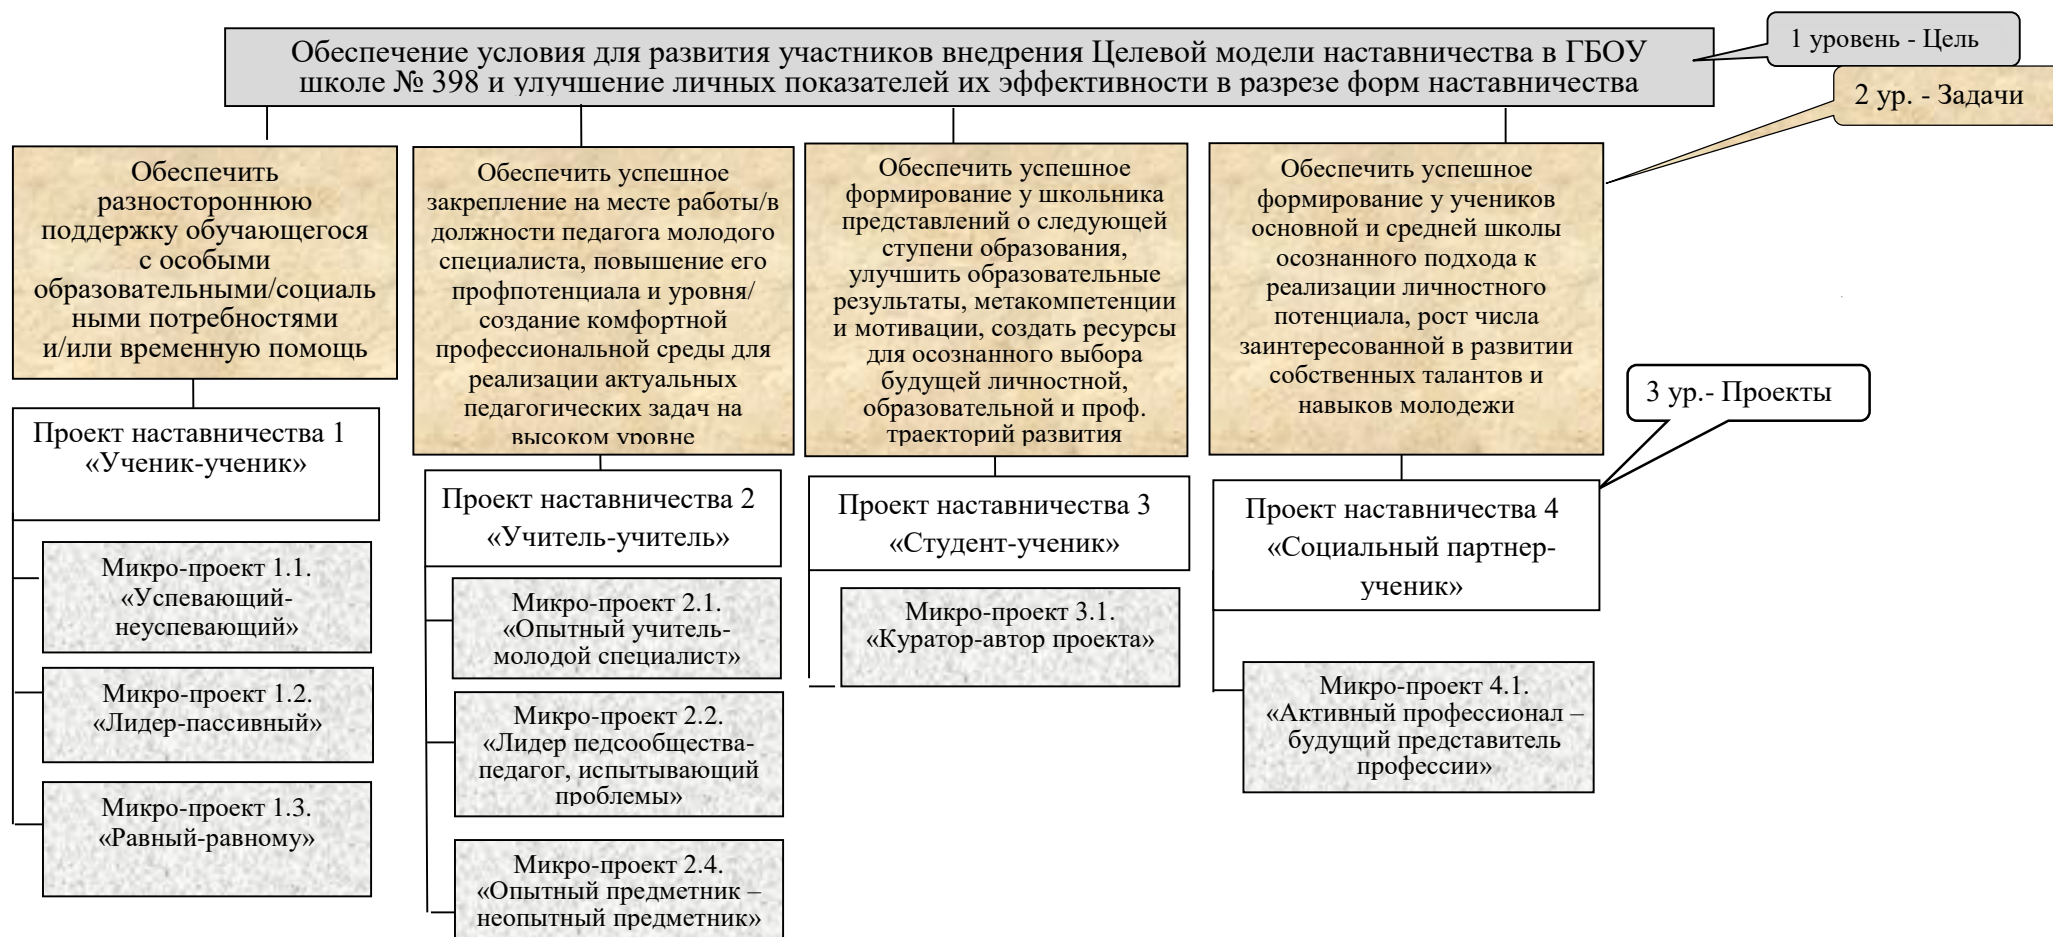 Обеспечение условия для развития участников внедрения Целевой модели наставничества в ГБОУ
школе № 398 и улучшение личных показателей их эффективности в разрезе форм наставничества
1 уровень - Цель
2 ур. - Задачи
Обеспечить
разностороннюю
поддержку обучающегося
с особыми
образовательными/социаль
ными потребностями
и/или временную помощь
Обеспечить успешное
закрепление на месте работы/в
должности педагога молодого
специалиста, повышение его
профпотенциала и уровня/
создание комфортной
профессиональной среды для
реализации актуальных
педагогических задач на
высоком уровне
Обеспечить успешное
формирование у школьника
представлений о следующей
ступени образования,
улучшить образовательные
результаты, метакомпетенции
и мотивации, создать ресурсы
для осознанного выбора
будущей личностной,
образовательной и проф.
траекторий развития
Обеспечить успешное
формирование у учеников
основной и средней школы
осознанного подхода к
реализации личностного
потенциала, рост числа
заинтересованной в развитии
собственных талантов и
навыков молодежи
3 ур.- Проекты
Проект наставничества 1
«Ученик-ученик»
Микро-проект 1.1.
«Успевающий-
неуспевающий»
Микро-проект 1.2.
«Лидер-пассивный»
Микро-проект 1.3.
«Равный-равному»
Проект наставничества 2
«Учитель-учитель»
Микро-проект 2.1.
«Опытный учитель-
молодой специалист»
Микро-проект 2.2.
«Лидер педсообщества-
педагог, испытывающий
проблемы»
Микро-проект 2.4.
«Опытный предметник –
неопытный предметник»
Проект наставничества 3
«Студент-ученик»
Микро-проект 3.1.
«Куратор-автор проекта»
Проект наставничества 4
«Социальный партнер-
ученик»
Микро-проект 4.1.
«Активный профессионал –
будущий представитель
профессии»